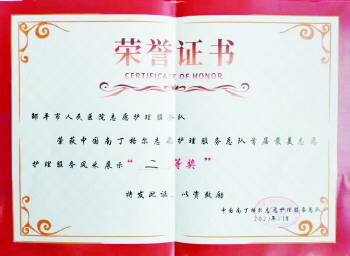 荣誉证书
CERTIFICATE OF HONOR
邹平市人民医院志愿护理服务队
荣获中国南丁格尔志愿护理服务总队首届最美志愿
护理服务风采展示“二等奖”
特发此证,以资鼓励
中国南丁格尔志愿护理服务总队